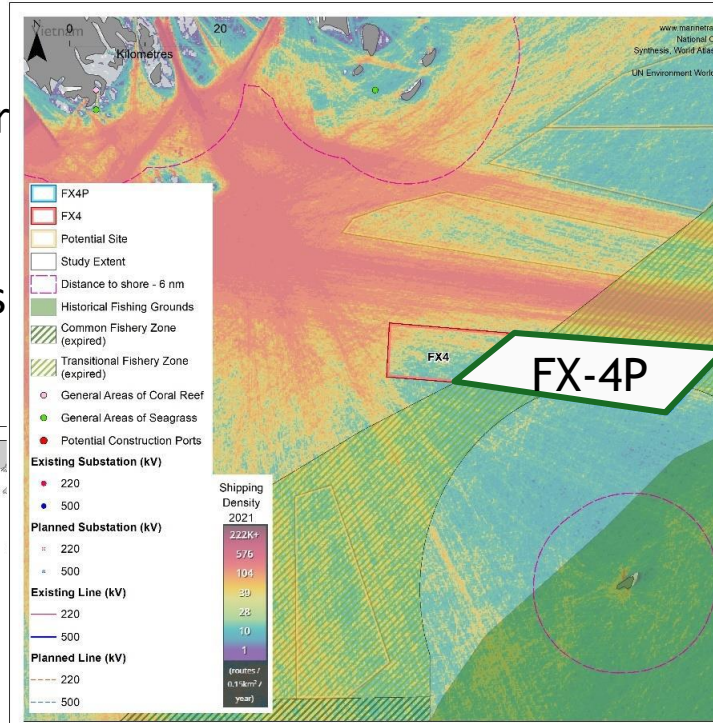 Vietnam
0
20
Kilometres
www.marinetra
National O
Synthesis, World Atlas
UN Environment World
FX4P
FX4
Potential Site
Study Extent
Distance to shore - 6 nm
Historical Fishing Grounds
Common Fishery Zone
(expired)
Transitional Fishery Zone
(expired)
General Areas of Coral Reef
General Areas of Seagrass
Potential Construction Ports
Existing Substation (kV)
220
500
Planned Substation (kV)
220
500
Existing Line (kV)
220
500
Planned Line (kV)
220
500
Shipping
Density
2021
222K+
576
104
39
28
10
1
(routes /
0.15km² /
year)
FX4
FX-4P